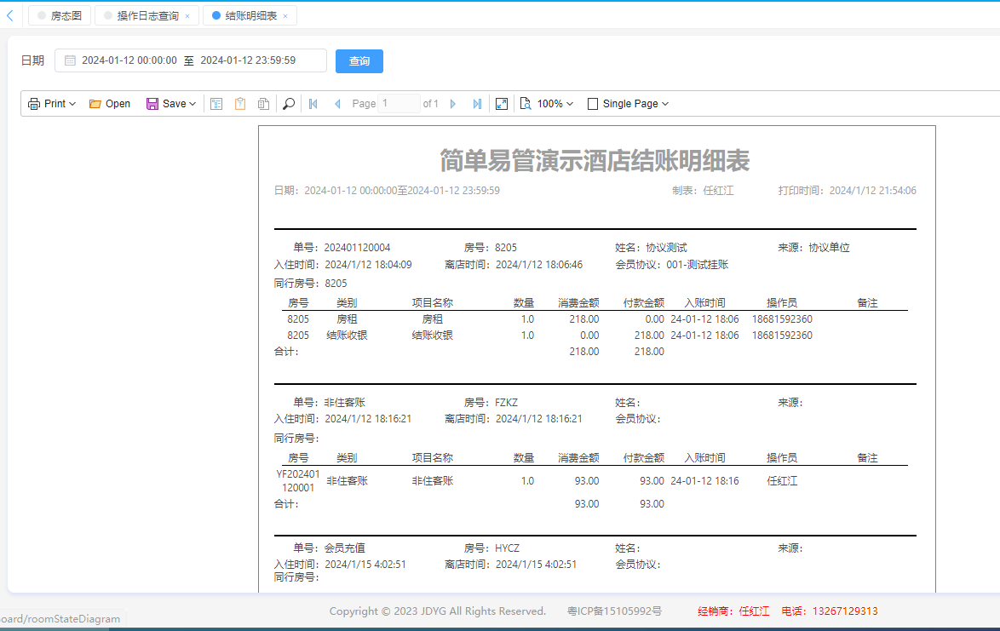 房态图 操作日志查询 × 结账明细表 ×
日期 2024-01-12 00:00:00 至 2024-01-12 23:59:59 查询
Print Open Save Page 1 of 1 100% Single Page
简单易管演示酒店结账明细表
日期：2024-01-12 00:00:00至2024-01-12 23:59:59 制表：任红江 打印时间：2024/1/12 21:54:06
单号：202401120004 房号：8205 姓名：协议测试 来源：协议单位
入住时间：2024/1/12 18:04:09 离店时间：2024/1/12 18:06:46 会员协议：001-测试挂账
同行房号：8205
房号 类别 项目名称 数量 消费金额 付款金额 入账时间 操作员 备注
8205 房租 房租 1.0 218.00 0.00 24-01-12 18:06 18681592360
8205 结账收银 结账收银 1.0 0.00 218.00 24-01-12 18:06 18681592360
合计： 218.00 218.00
单号：非住客账 房号：FZKZ 姓名： 来源：
入住时间：2024/1/12 18:16:21 离店时间：2024/1/12 18:16:21 会员协议：
同行房号：
房号 类别 项目名称 数量 消费金额 付款金额 入账时间 操作员 备注
YF202401
120001 非住客账 非住客账 1.0 93.00 93.00 24-01-12 18:16 任红江
合计： 93.00 93.00
单号：会员充值 房号：HYCZ 姓名： 来源：
入住时间：2024/1/15 4:02:51 离店时间：2024/1/15 4:02:51 会员协议：
同行房号：
Copyright © 2023 JDYG All Rights Reserved. 粤ICP备15105992号 经销商：任红江 电话：13267129313
oard/roomStateDiagram